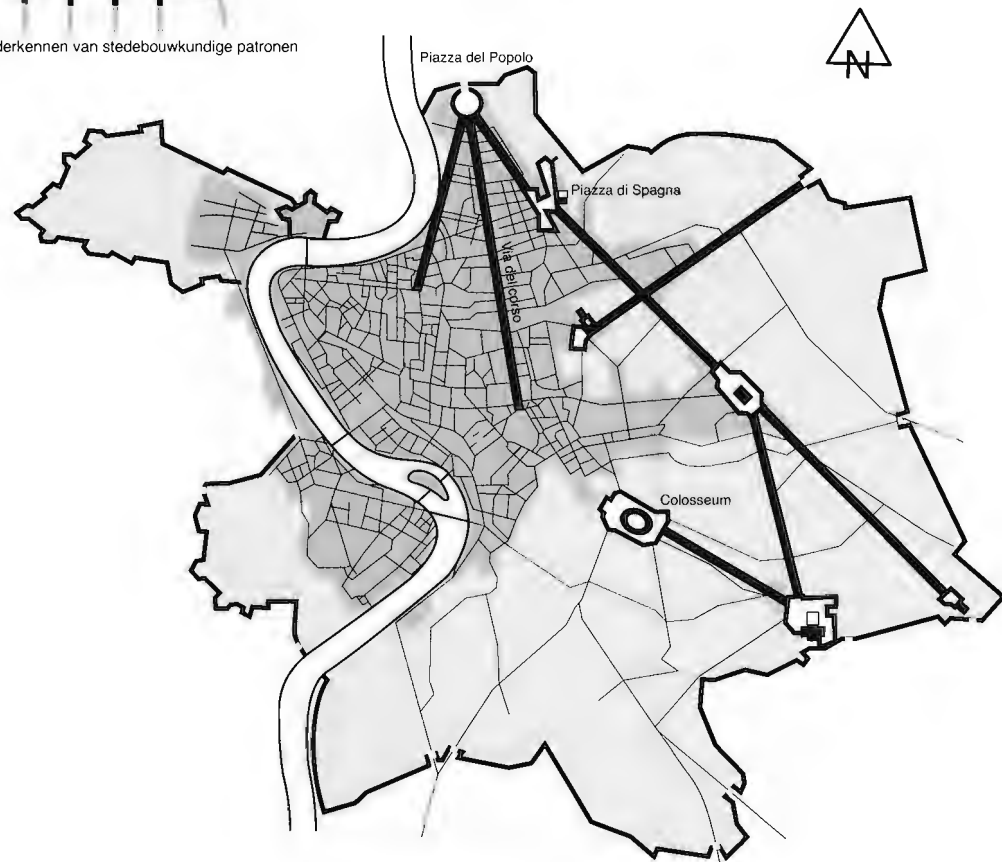 derkennen van stedebouwkundige patronen
Piazza del Popolo
N
Piazza di Spagna
Via del corso
Colosseum